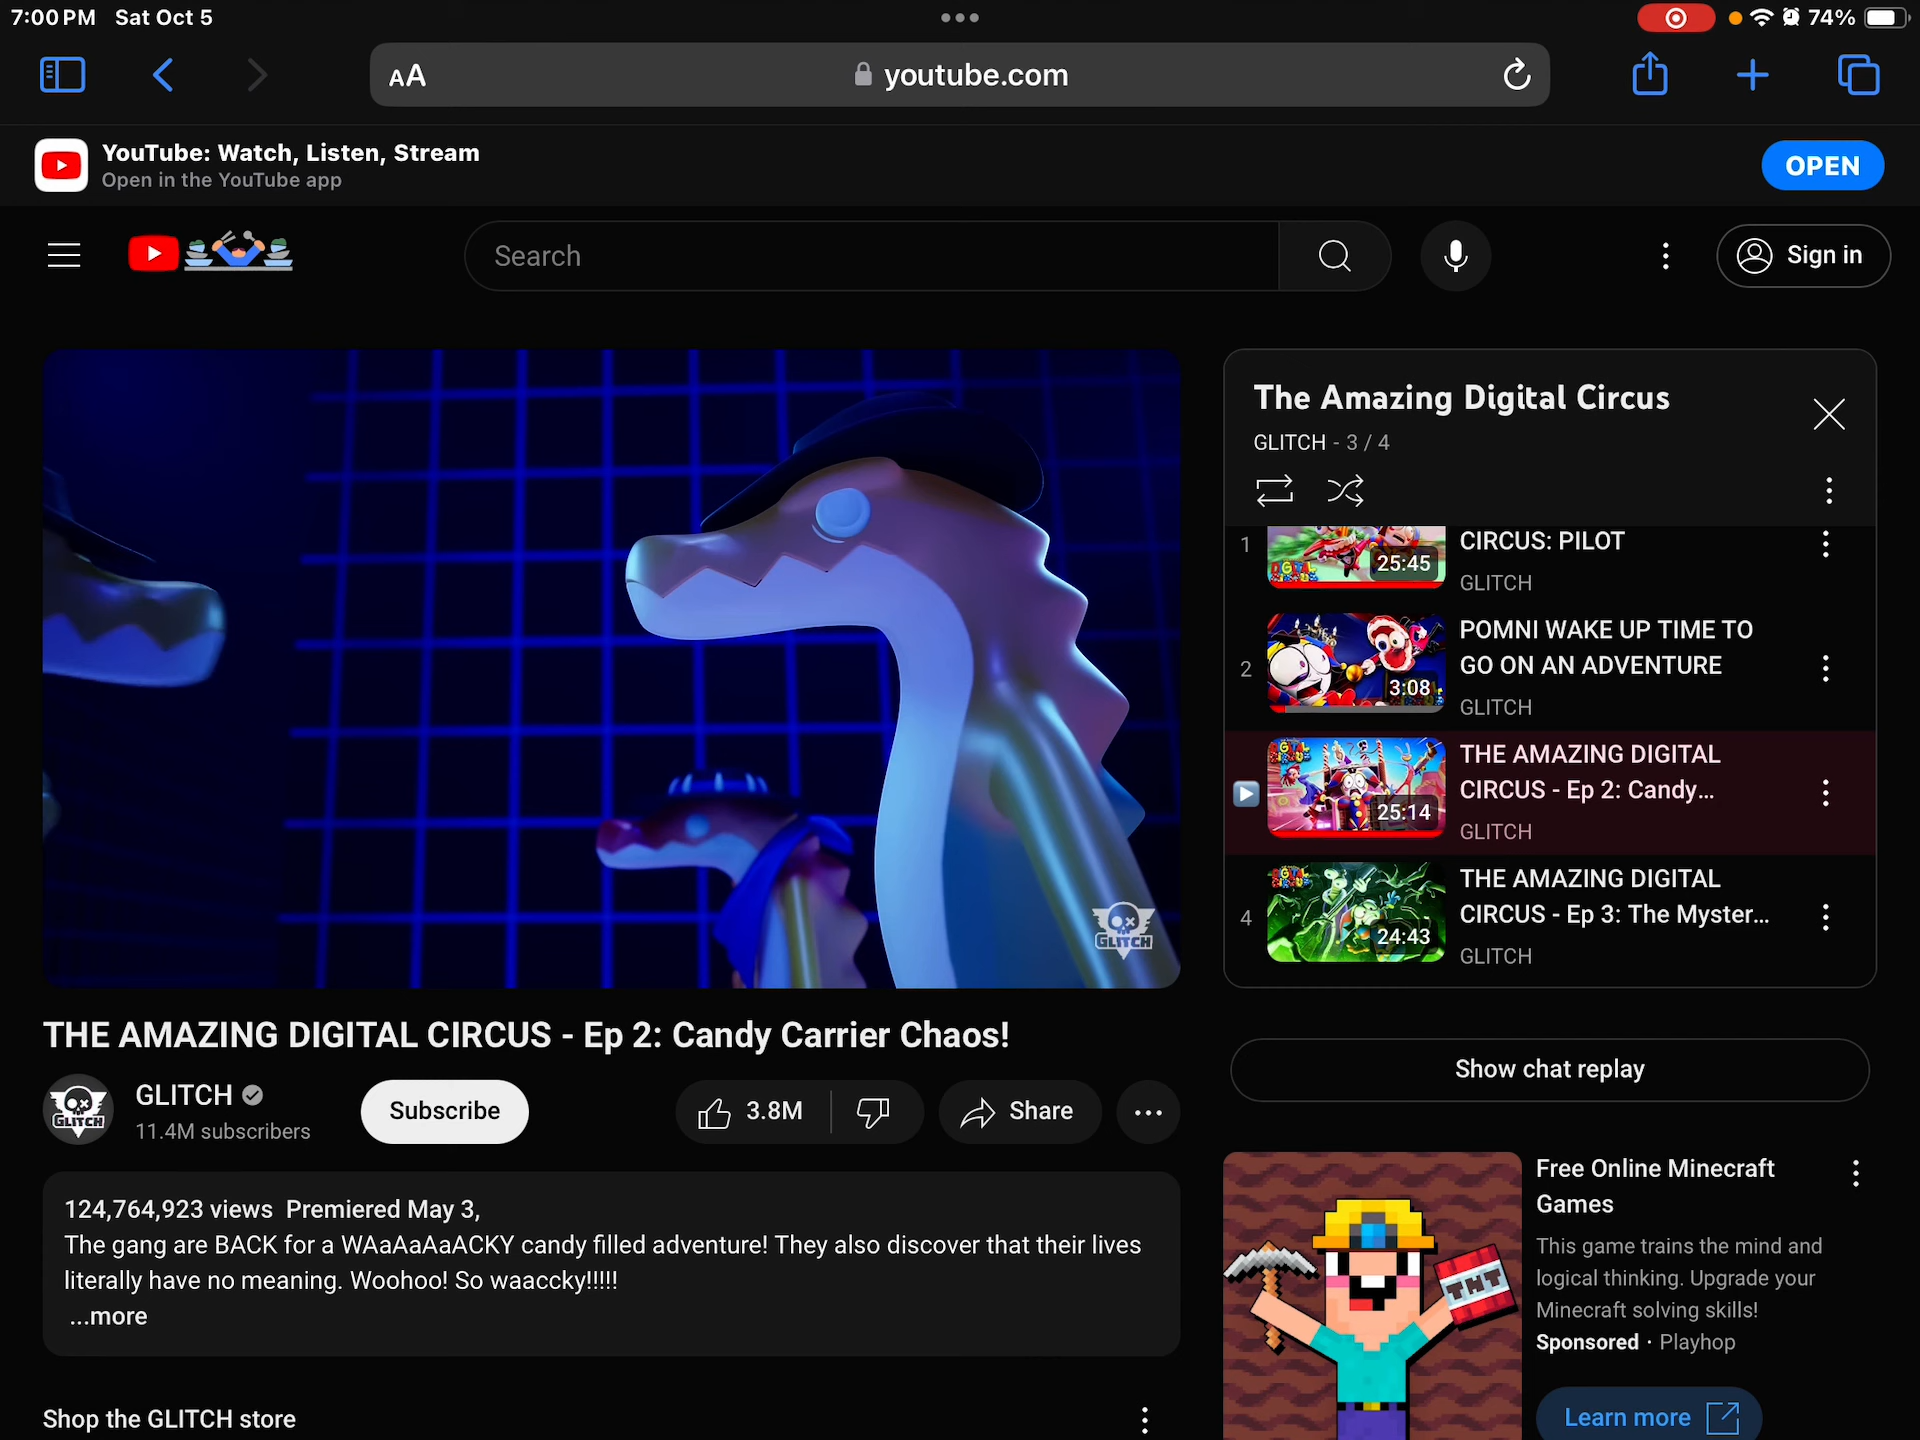 7:00 PM Sat Oct 5
74%
AA
youtube.com
YouTube: Watch, Listen, Stream
Open in the YouTube app
OPEN
Search
Sign in
GLITCH
The Amazing Digital Circus
GLITCH - 3 / 4
1
25:45
CIRCUS: PILOT
GLITCH
2
3:08
POMNI WAKE UP TIME TO
GO ON AN ADVENTURE
GLITCH
25:14
THE AMAZING DIGITAL
CIRCUS - Ep 2: Candy...
GLITCH
4
24:43
THE AMAZING DIGITAL
CIRCUS - Ep 3: The Myster...
GLITCH
THE AMAZING DIGITAL CIRCUS - Ep 2: Candy Carrier Chaos!
GLITCH
GLITCH
11.4M subscribers
Subscribe
3.8M
Share
Show chat replay
124,764,923 views Premiered May 3,
The gang are BACK for a WAaAaAaACKY candy filled adventure! They also discover that their lives
literally have no meaning. Woohoo! So waaccky!!!!!
...more
Shop the GLITCH store
TNT
Free Online Minecraft
Games
This game trains the mind and
logical thinking. Upgrade your
Minecraft solving skills!
Sponsored · Playhop
Learn more